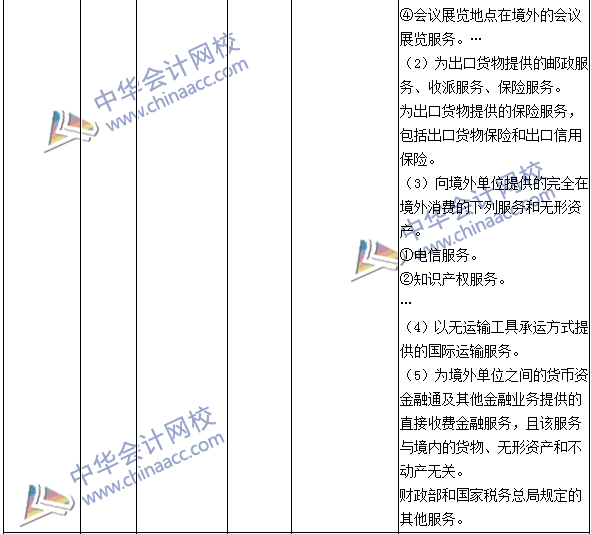 ④会议展览地点在境外的会议
展览服务。…
（2）为出口货物提供的邮政服
务、收派服务、保险服务。
为出口货物提供的保险服务，
包括出口货物保险和出口信用
保险。
（3）向境外单位提供的完全在
境外消费的下列服务和无形资
产。
①电信服务。
②知识产权服务。
…
（4）以无运输工具承运方式提
供的国际运输服务。
（5）为境外单位之间的货币资
金融通及其他金融业务提供的
直接收费金融服务，且该服务
与境内的货物、无形资产和不
动产无关。
财政部和国家税务总局规定的
其他服务。
中华会计网校
www.chinaacc.com
中华会计网校
www.chinaacc.com
中华会计网校
www.chinaacc.com